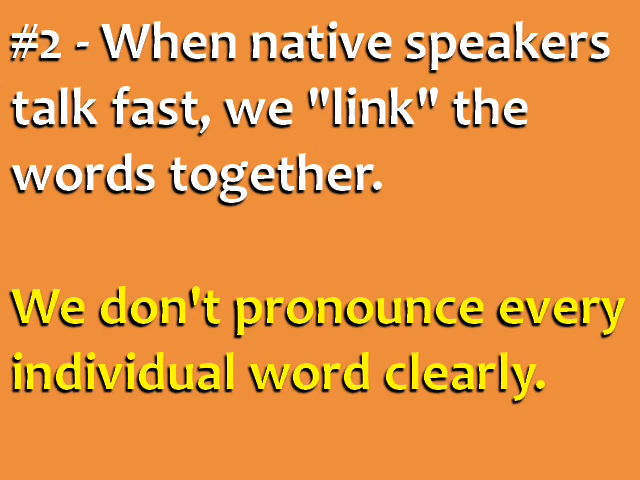 #2 - When native speakers
talk fast, we "link" the
words together.
We don't pronounce every
individual word clearly.